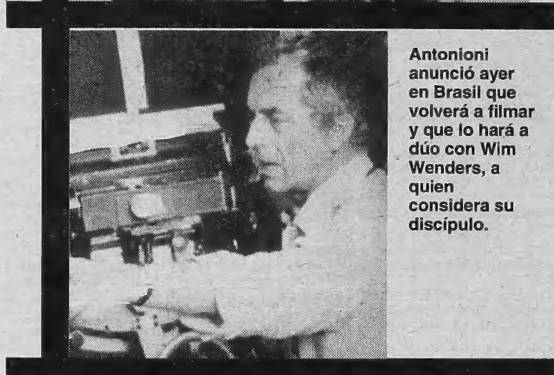 Antonioni
anunció ayer
en Brasil que
volverá a filmar
y que lo hará a
dúo con Wim
Wenders, a
quien
considera su
discípulo.